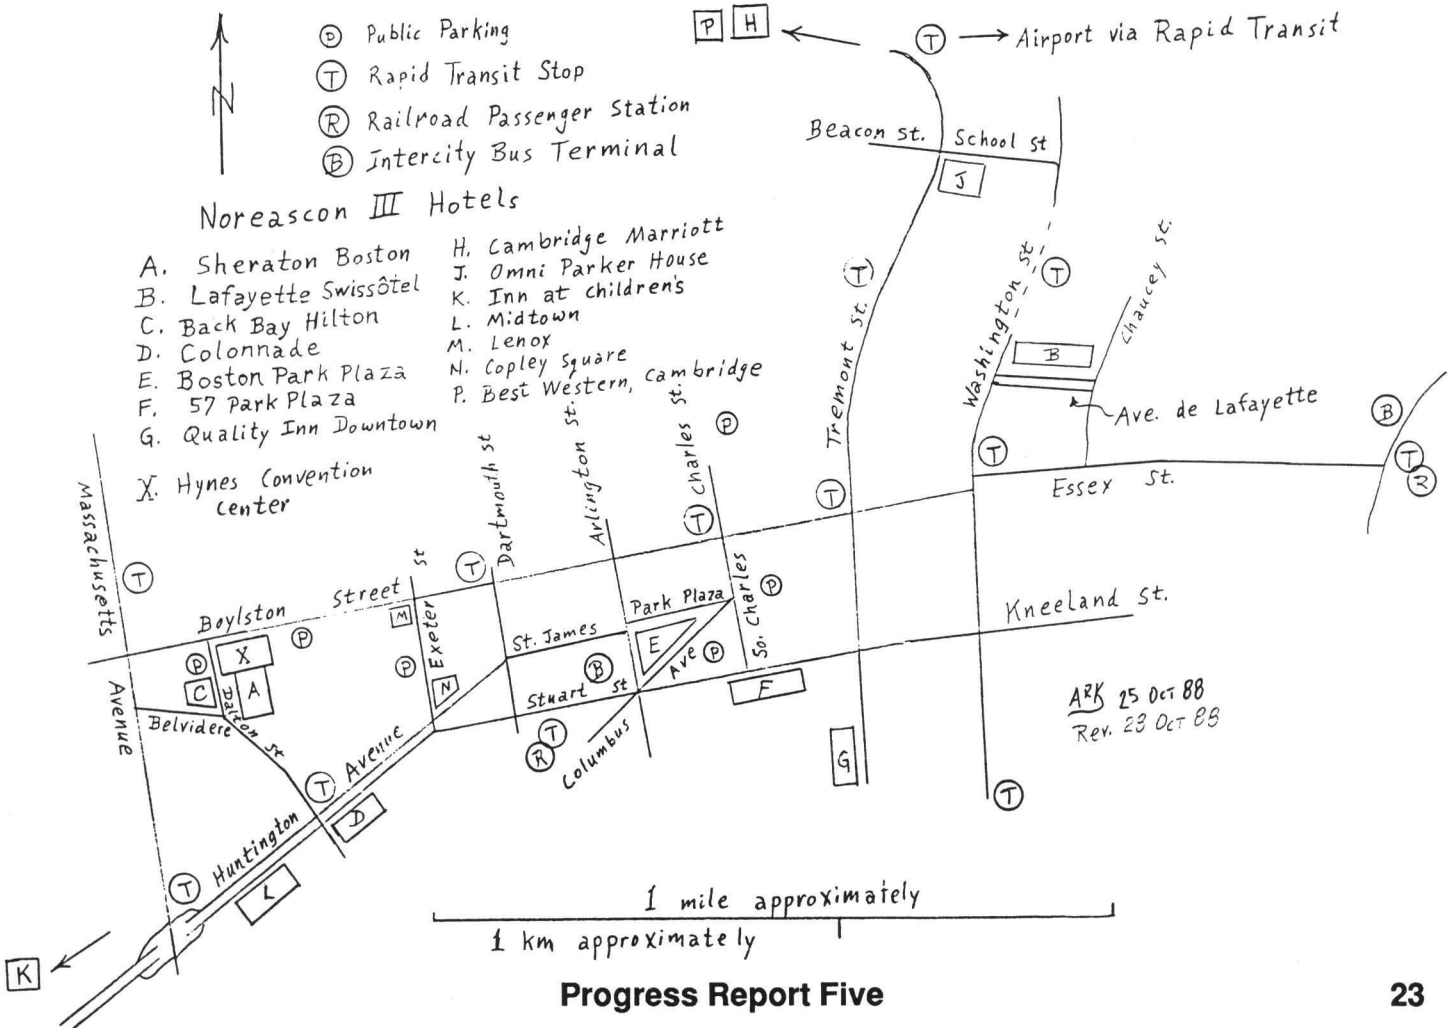 P H
T → Airport via Rapid Transit
N
P Public Parking
T Rapid Transit Stop
R Railroad Passenger Station
B Intercity Bus Terminal
Noreascon III Hotels
A. Sheraton Boston
B. Lafayette Swissôtel
C. Back Bay Hilton
D. Colonnade
E. Boston Park Plaza
F. 57 Park Plaza
G. Quality Inn Downtown
H. Cambridge Marriott
J. Omni Parker House
K. Inn at Children's
L. Midtown
M. Lenox
N. Copley Square
P. Best Western, Cambridge
X. Hynes Convention
Center
Beacon St.
School St
J
T
Tremont St.
Washington St
T
Chaucey St.
B
Ave. de Lafayette
B
T
R
T
Essex St.
T
Charles St.
P
T
Arlington St.
Dartmouth St
T
Exeter St
Massachusetts
Avenue
T
Boylston Street
M
P
P
X
C
A
P
N
Belvidere
Dalton St
St. James
Park Plaza
So. Charles
P
E
Ave
P
B
Stuart St
F
Columbus
T
R
Kneeland St.
G
T
T
Huntington Avenue
D
L
T
K
ARK 25 Oct 88
Rev. 28 Oct 88
1 mile approximately
1 km approximately
Progress Report Five
23